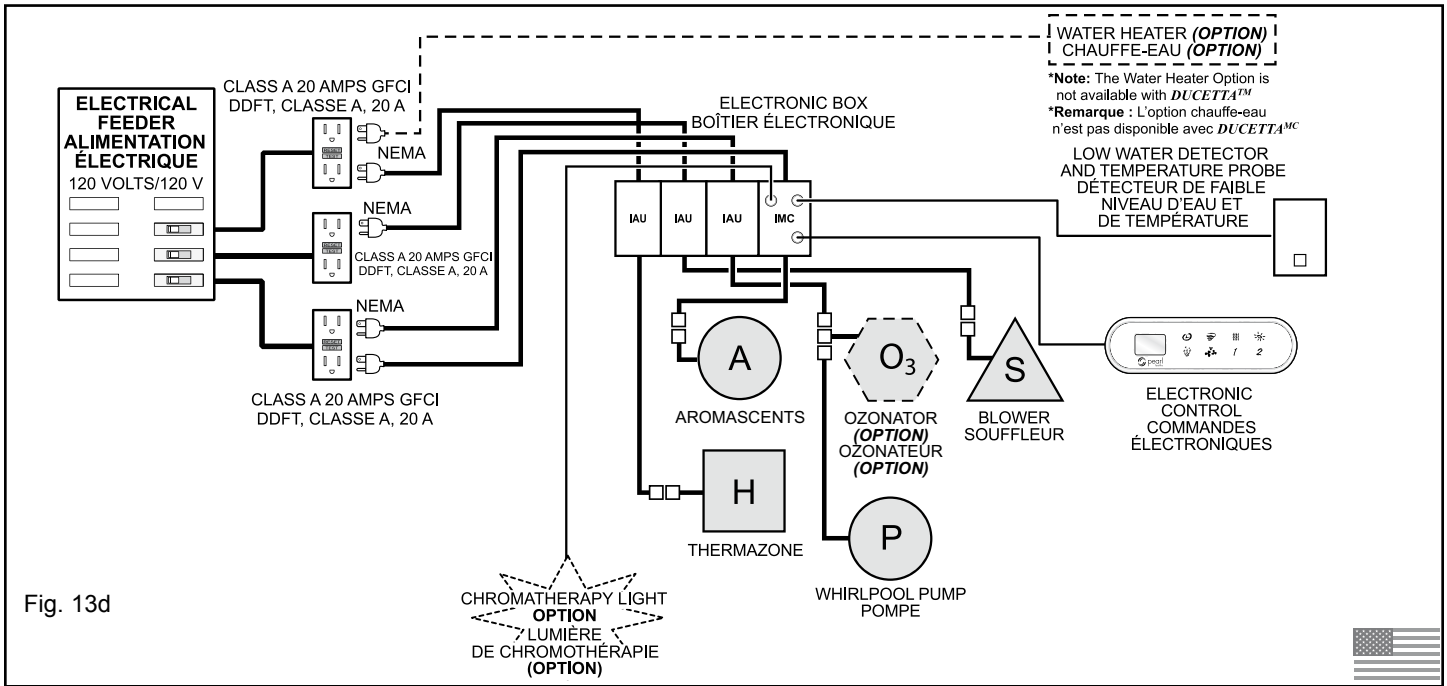 WATER HEATER (OPTION)
CHAUFFE-EAU (OPTION)
*Note: The Water Heater Option is
not available with DUCETTA™
*Remarque : L'option chauffe-eau
n'est pas disponible avec DUCETTAᴹᶜ
ELECTRICAL
FEEDER
ALIMENTATION
ÉLECTRIQUE
120 VOLTS/120 V
CLASS A 20 AMPS GFCI
DDFT, CLASSE A, 20 A
NEMA
NEMA
CLASS A 20 AMPS GFCI
DDFT, CLASSE A, 20 A
NEMA
CLASS A 20 AMPS GFCI
DDFT, CLASSE A, 20 A
ELECTRONIC BOX
BOÎTIER ÉLECTRONIQUE
IAU
IAU
IAU
IMC
LOW WATER DETECTOR
AND TEMPERATURE PROBE
DÉTECTEUR DE FAIBLE
NIVEAU D'EAU ET
DE TEMPÉRATURE
A
AROMASCENTS
O₃
OZONATOR
(OPTION)
OZONATEUR
(OPTION)
S
BLOWER
SOUFFLEUR
pearl
1 2
ELECTRONIC
CONTROL
COMMANDES
ÉLECTRONIQUES
H
THERMAZONE
P
WHIRLPOOL PUMP
POMPE
CHROMATHERAPY LIGHT
OPTION
LUMIÈRE
DE CHROMOTHÉRAPIE
(OPTION)
Fig. 13d